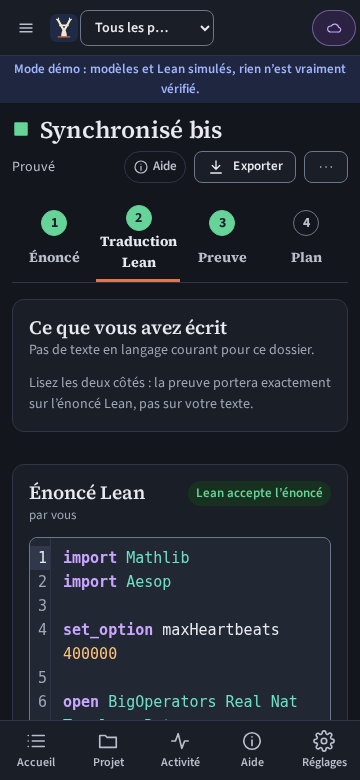 Tous les p...
Mode démo : modèles et Lean simulés, rien n’est vraiment
vérifié.
Synchronisé bis
Prouvé
Aide
Exporter
...
1
2
3
4
Énoncé
Traduction
Lean
Preuve
Plan
Ce que vous avez écrit
Pas de texte en langage courant pour ce dossier.
Lisez les deux côtés : la preuve portera exactement
sur l’énoncé Lean, pas sur votre texte.
Énoncé Lean
Lean accepte l’énoncé
par vous
1 import Mathlib
2 import Aesop
3
4 set_option maxHeartbeats
400000
5
6 open BigOperators Real Nat
Accueil
Projet
Activité
Aide
Réglages